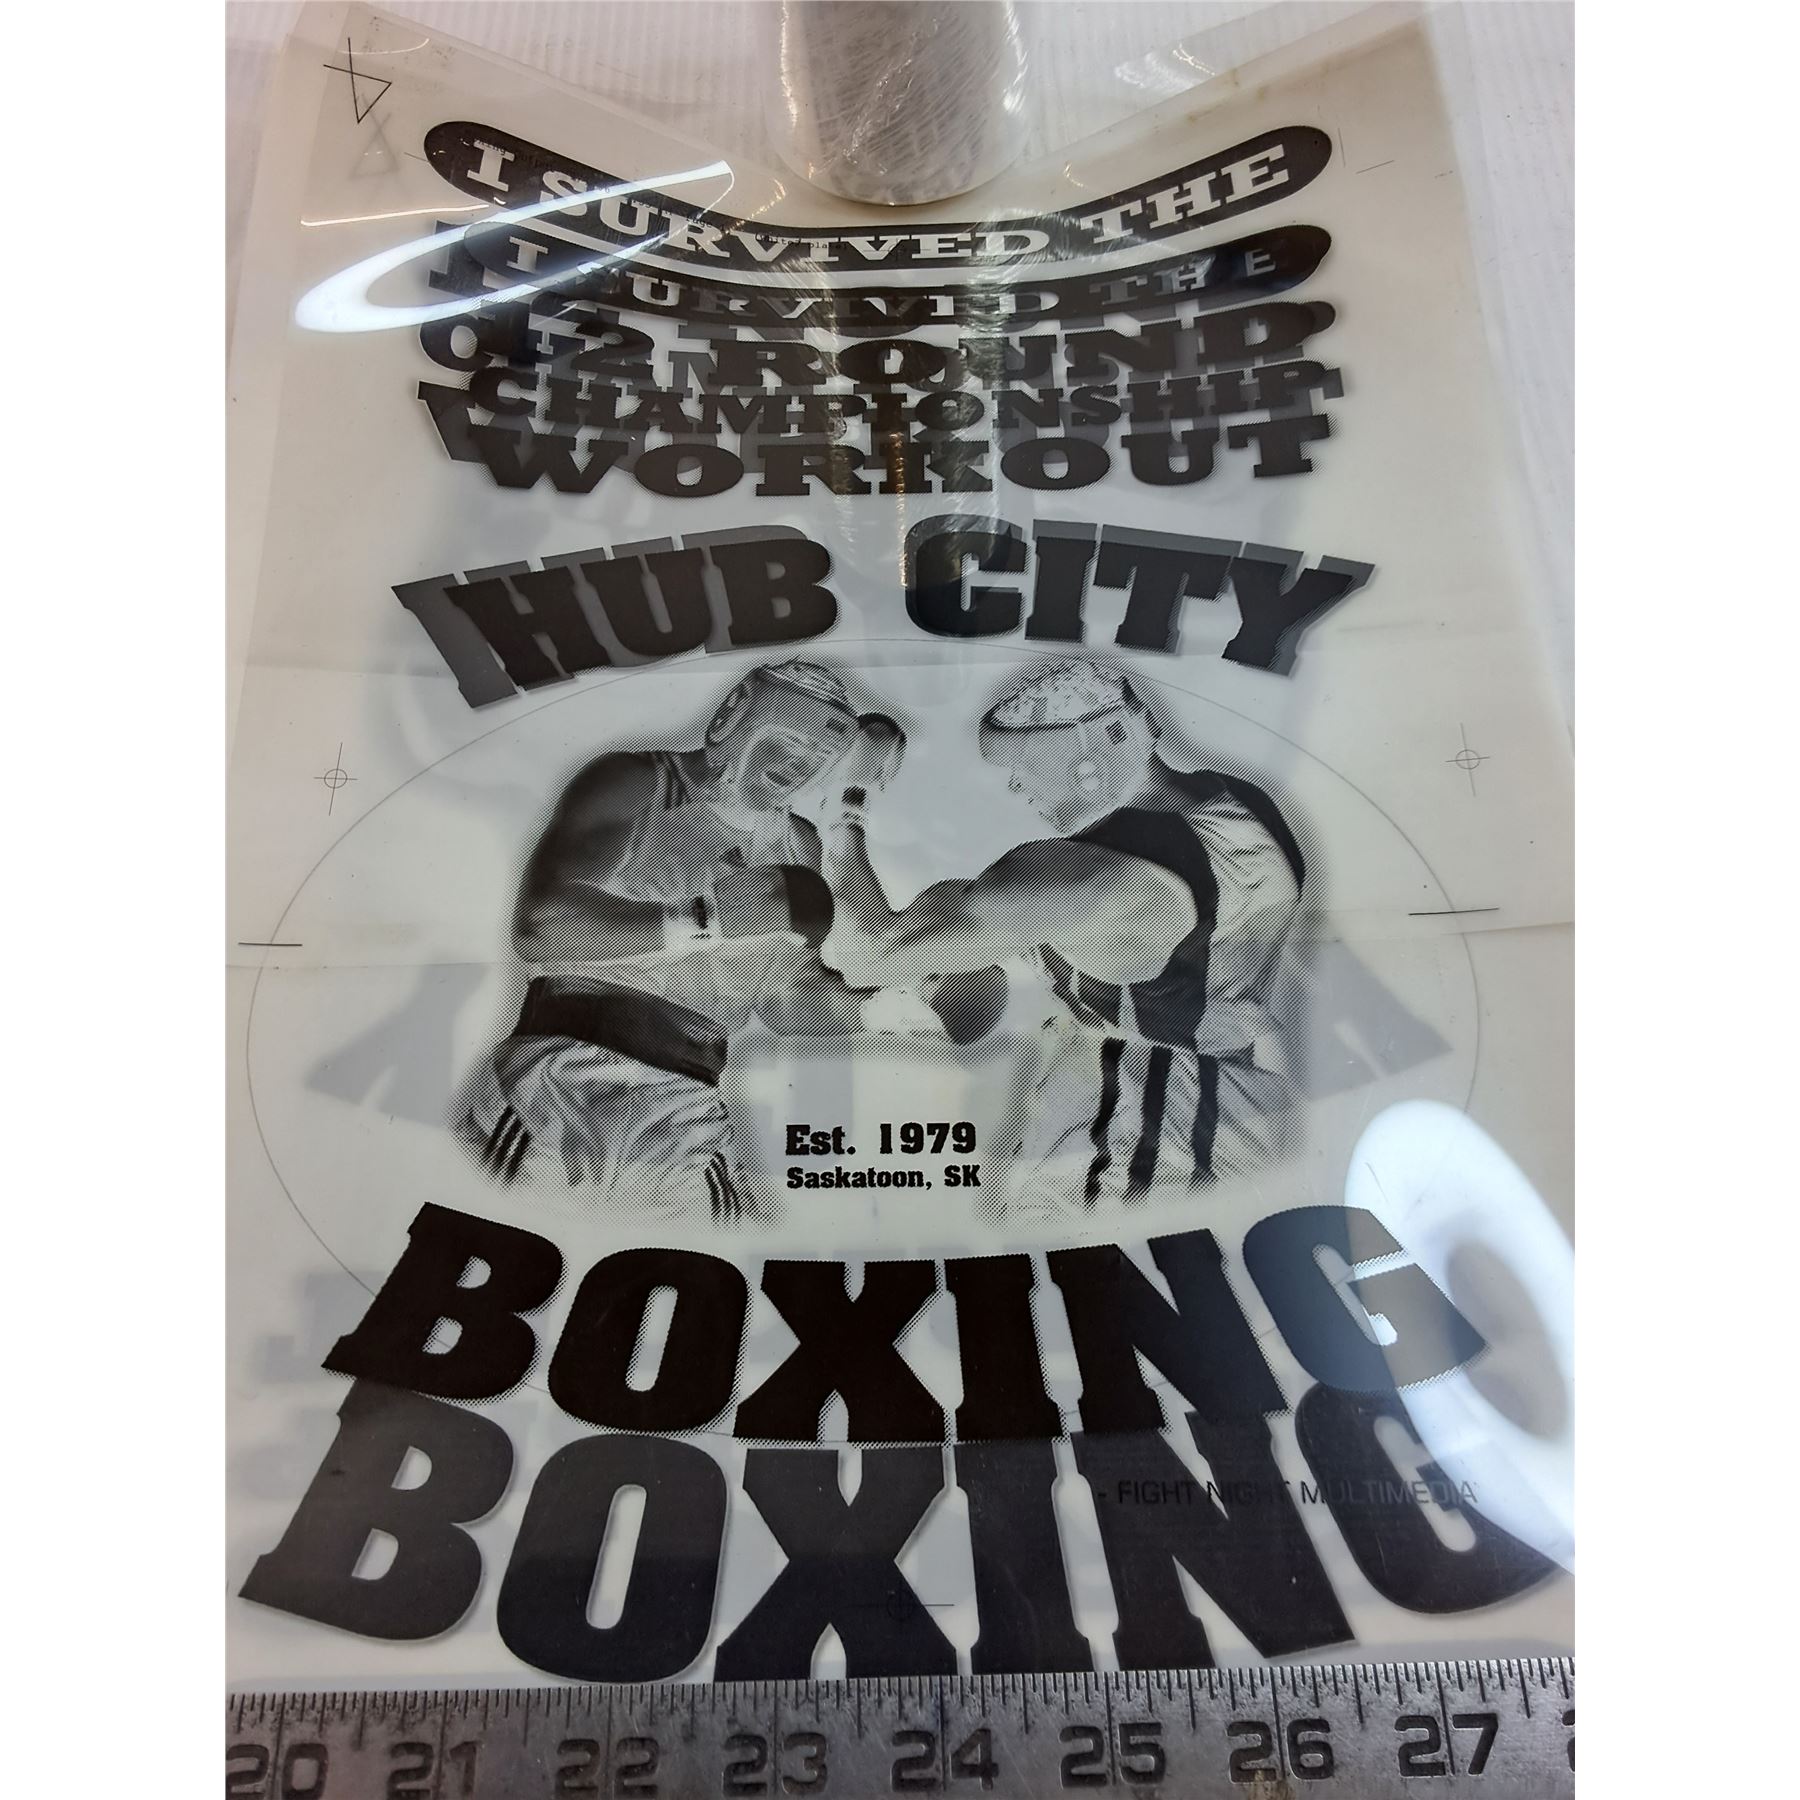 I SURVIVED THE
I SURVIVED THE
12 ROUND
CHAMPIONSHIP
WORKOUT
HUB CITY
Est. 1979
Saskatoon, SK
BOXING
BOXING
- FIGHT NIGHT MULTIMEDIA
20 21 22 23 24 25 26 27